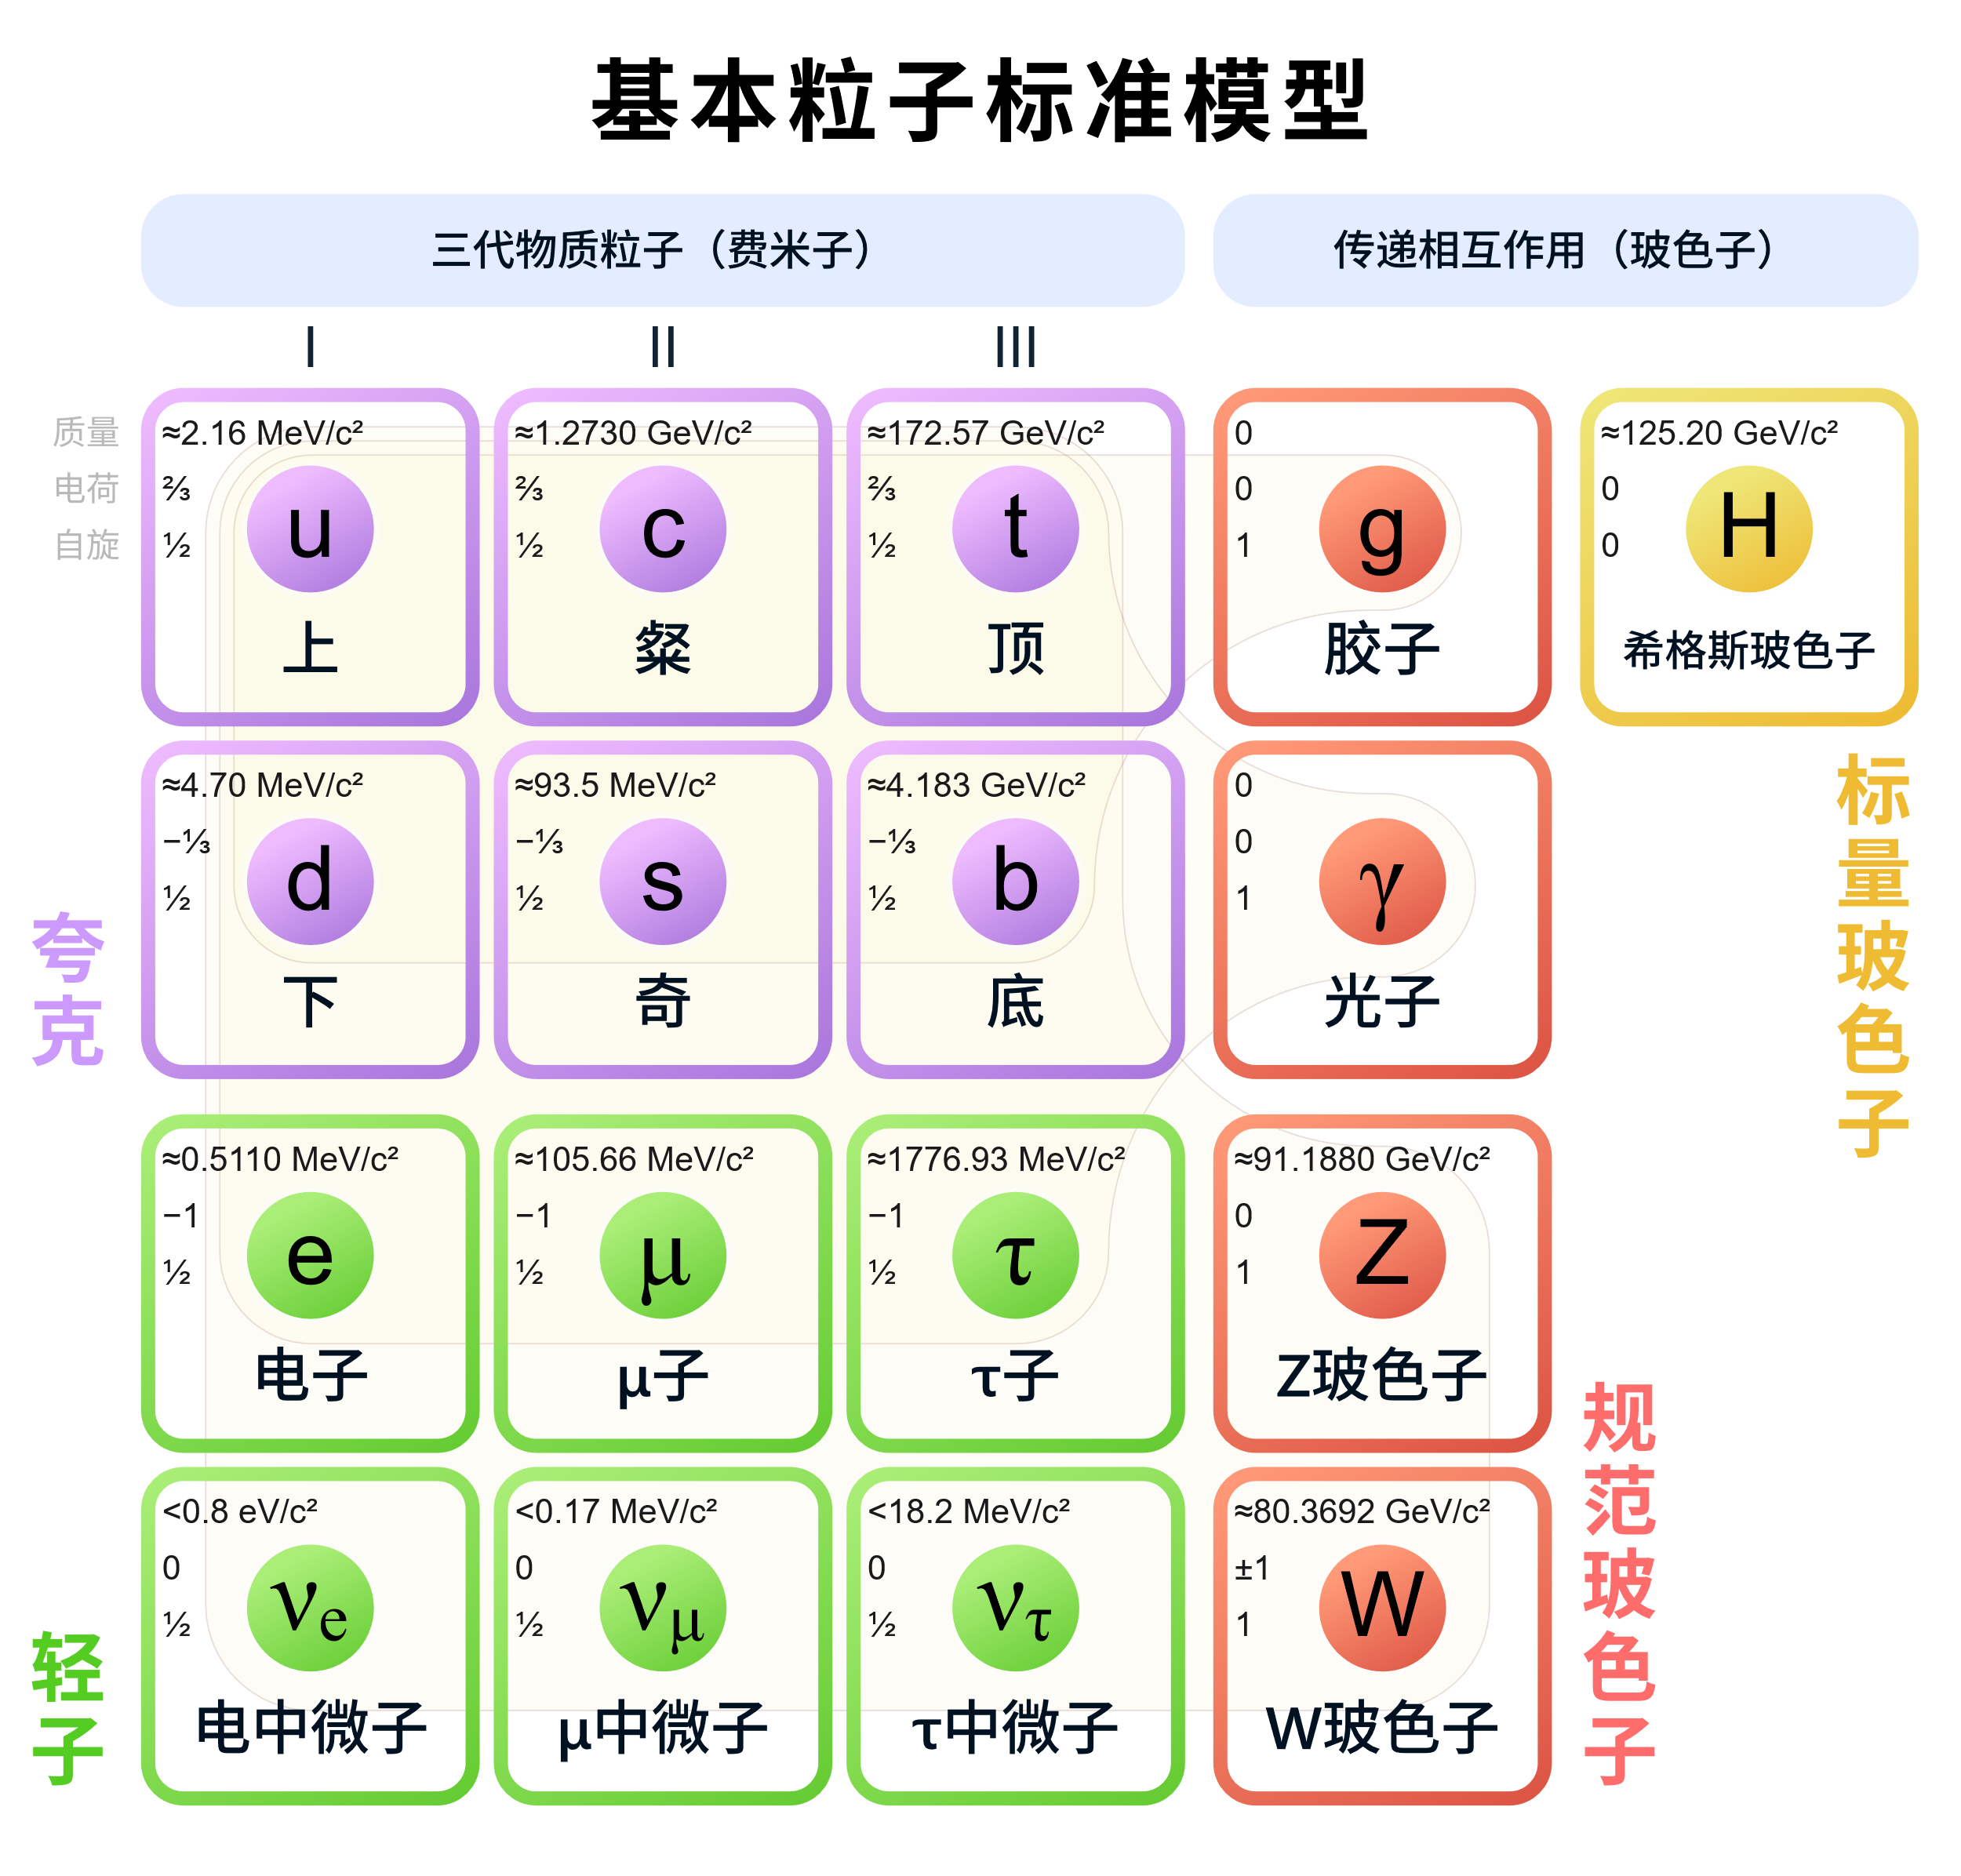 基本粒子标准模型
三代物质粒子（费米子）
传递相互作用（玻色子）
I
II
III
质量
电荷
自旋
≈2.16 MeV/c²
⅔
½
u
上
≈1.2730 GeV/c²
⅔
½
c
粲
≈172.57 GeV/c²
⅔
½
t
顶
0
0
1
g
胶子
≈125.20 GeV/c²
0
0
H
希格斯玻色子
夸克
≈4.70 MeV/c²
−⅓
½
d
下
≈93.5 MeV/c²
−⅓
½
s
奇
≈4.183 GeV/c²
−⅓
½
b
底
0
0
1
γ
光子
标量玻色子
≈0.5110 MeV/c²
−1
½
e
电子
≈105.66 MeV/c²
−1
½
μ
μ子
≈1776.93 MeV/c²
−1
½
τ
τ子
≈91.1880 GeV/c²
0
1
Z
Z玻色子
轻子
<0.8 eV/c²
0
½
νe
电中微子
<0.17 MeV/c²
0
½
νμ
μ中微子
<18.2 MeV/c²
0
½
ντ
τ中微子
≈80.3692 GeV/c²
±1
1
W
W玻色子
规范玻色子